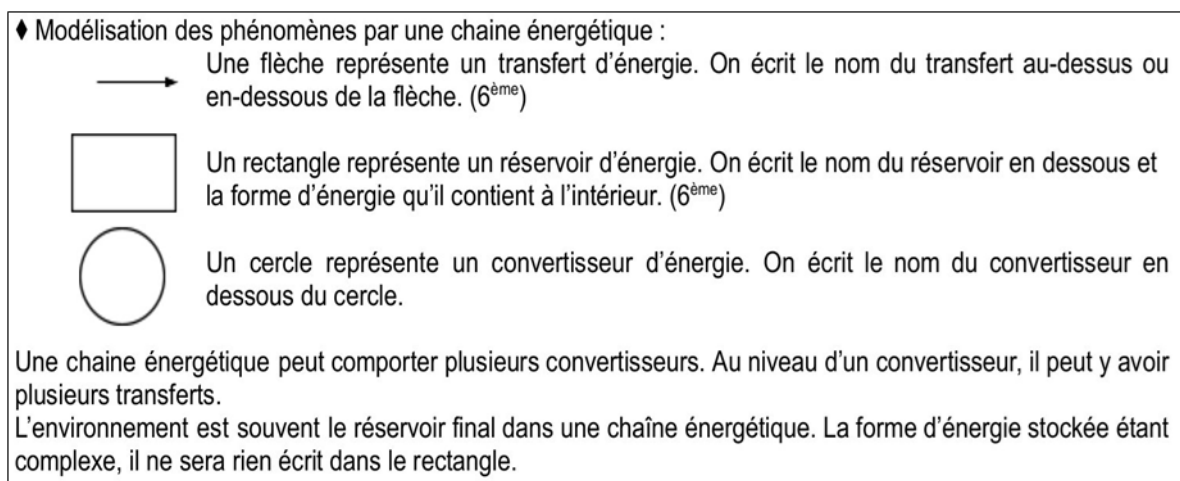 ♦ Modélisation des phénomènes par une chaine énergétique :
Une flèche représente un transfert d’énergie. On écrit le nom du transfert au-dessus ou
en-dessous de la flèche. (6ème)
Un rectangle représente un réservoir d’énergie. On écrit le nom du réservoir en dessous et
la forme d’énergie qu’il contient à l’intérieur. (6ème)
Un cercle représente un convertisseur d’énergie. On écrit le nom du convertisseur en
dessous du cercle.
Une chaine énergétique peut comporter plusieurs convertisseurs. Au niveau d’un convertisseur, il peut y avoir
plusieurs transferts.
L’environnement est souvent le réservoir final dans une chaîne énergétique. La forme d’énergie stockée étant
complexe, il ne sera rien écrit dans le rectangle.